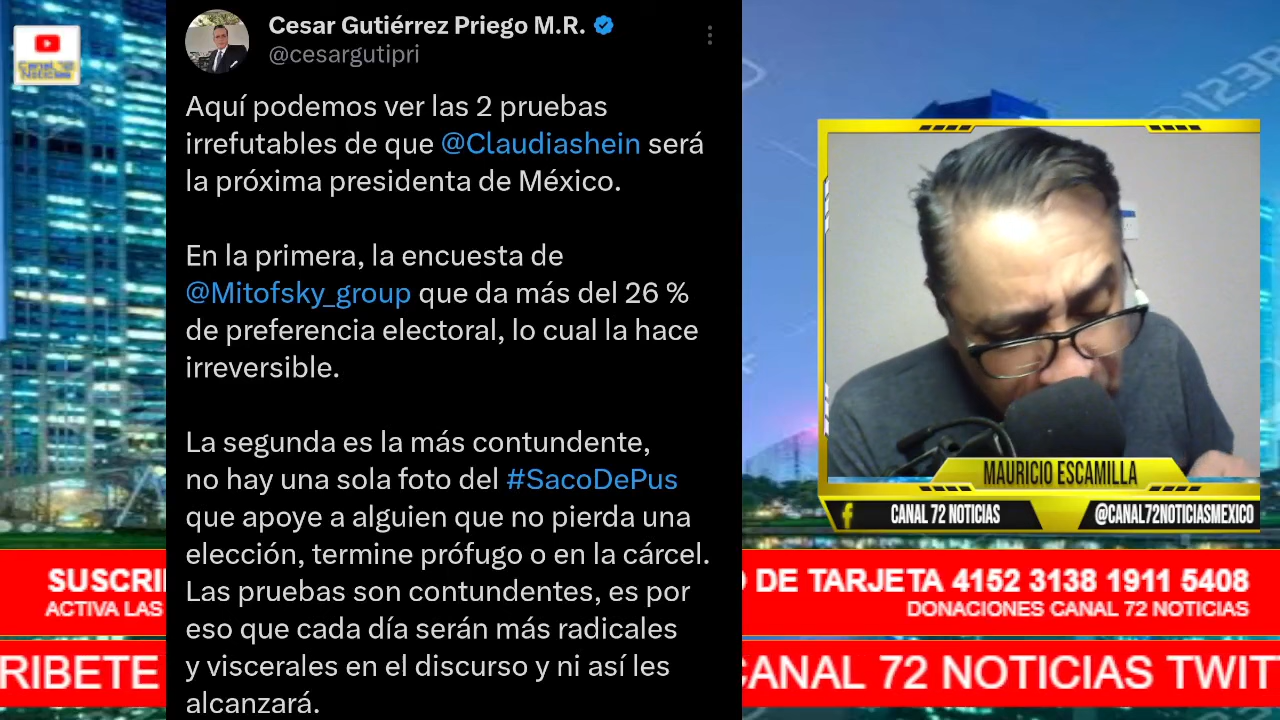 Canal 72
Noticias
Cesar Gutiérrez Priego M.R.
@cesargutipri
Aquí podemos ver las 2 pruebas
irrefutables de que @Claudiashein será
la próxima presidenta de México.
En la primera, la encuesta de
@Mitofsky_group que da más del 26 %
de preferencia electoral, lo cual la hace
irreversible.
La segunda es la más contundente,
no hay una sola foto del #SacoDePus
que apoye a alguien que no pierda una
elección, termine prófugo o en la cárcel.
Las pruebas son contundentes, es por
eso que cada día serán más radicales
y viscerales en el discurso y ni así les
alcanzará.
MAURICIO ESCAMILLA
CANAL 72 NOTICIAS
@CANAL72NOTICIASMEXICO
SUSCRI
ACTIVA LAS
O DE TARJETA 4152 3138 1911 5408
DONACIONES CANAL 72 NOTICIAS
RIBETE
CANAL 72 NOTICIAS TWIT